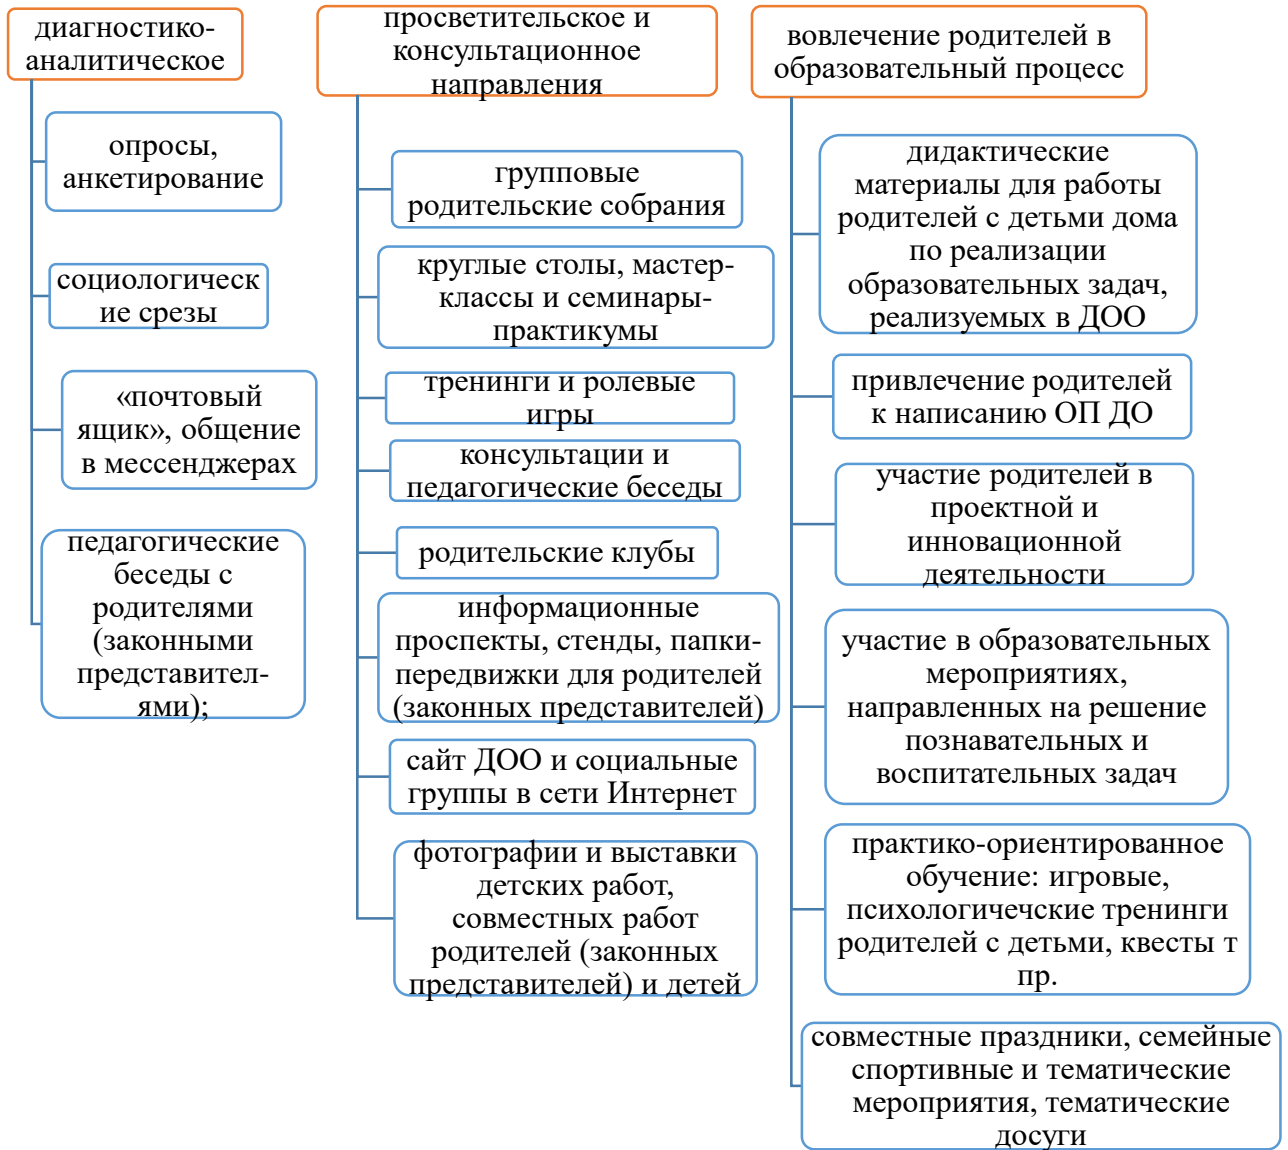 диагностико-
аналитическое
опросы,
анкетирование
социологическ
ие срезы
«почтовый
ящик», общение
в мессенджерах
педагогические
беседы с
родителями
(законными
представител-
ями);
просветительское и
консультационное
направления
групповые
родительские собрания
круглые столы, мастер-
классы и семинары-
практикумы
тренинги и ролевые
игры
консультации и
педагогические беседы
родительские клубы
информационные
проспекты, стенды, папки-
передвижки для родителей
(законных представителей)
сайт ДОО и социальные
группы в сети Интернет
фотографии и выставки
детских работ,
совместных работ
родителей (законных
представителей) и детей
вовлечение родителей в
образовательный процесс
дидактические
материалы для работы
родителей с детьми дома
по реализации
образовательных задач,
реализуемых в ДОО
привлечение родителей
к написанию ОП ДО
участие родителей в
проектной и
инновационной
деятельности
участие в образовательных
мероприятиях,
направленных на решение
познавательных и
воспитательных задач
практико-ориентированное
обучение: игровые,
психологичечские тренинги
родителей с детьми, квесты т
пр.
совместные праздники, семейные
спортивные и тематические
мероприятия, тематические
досуги